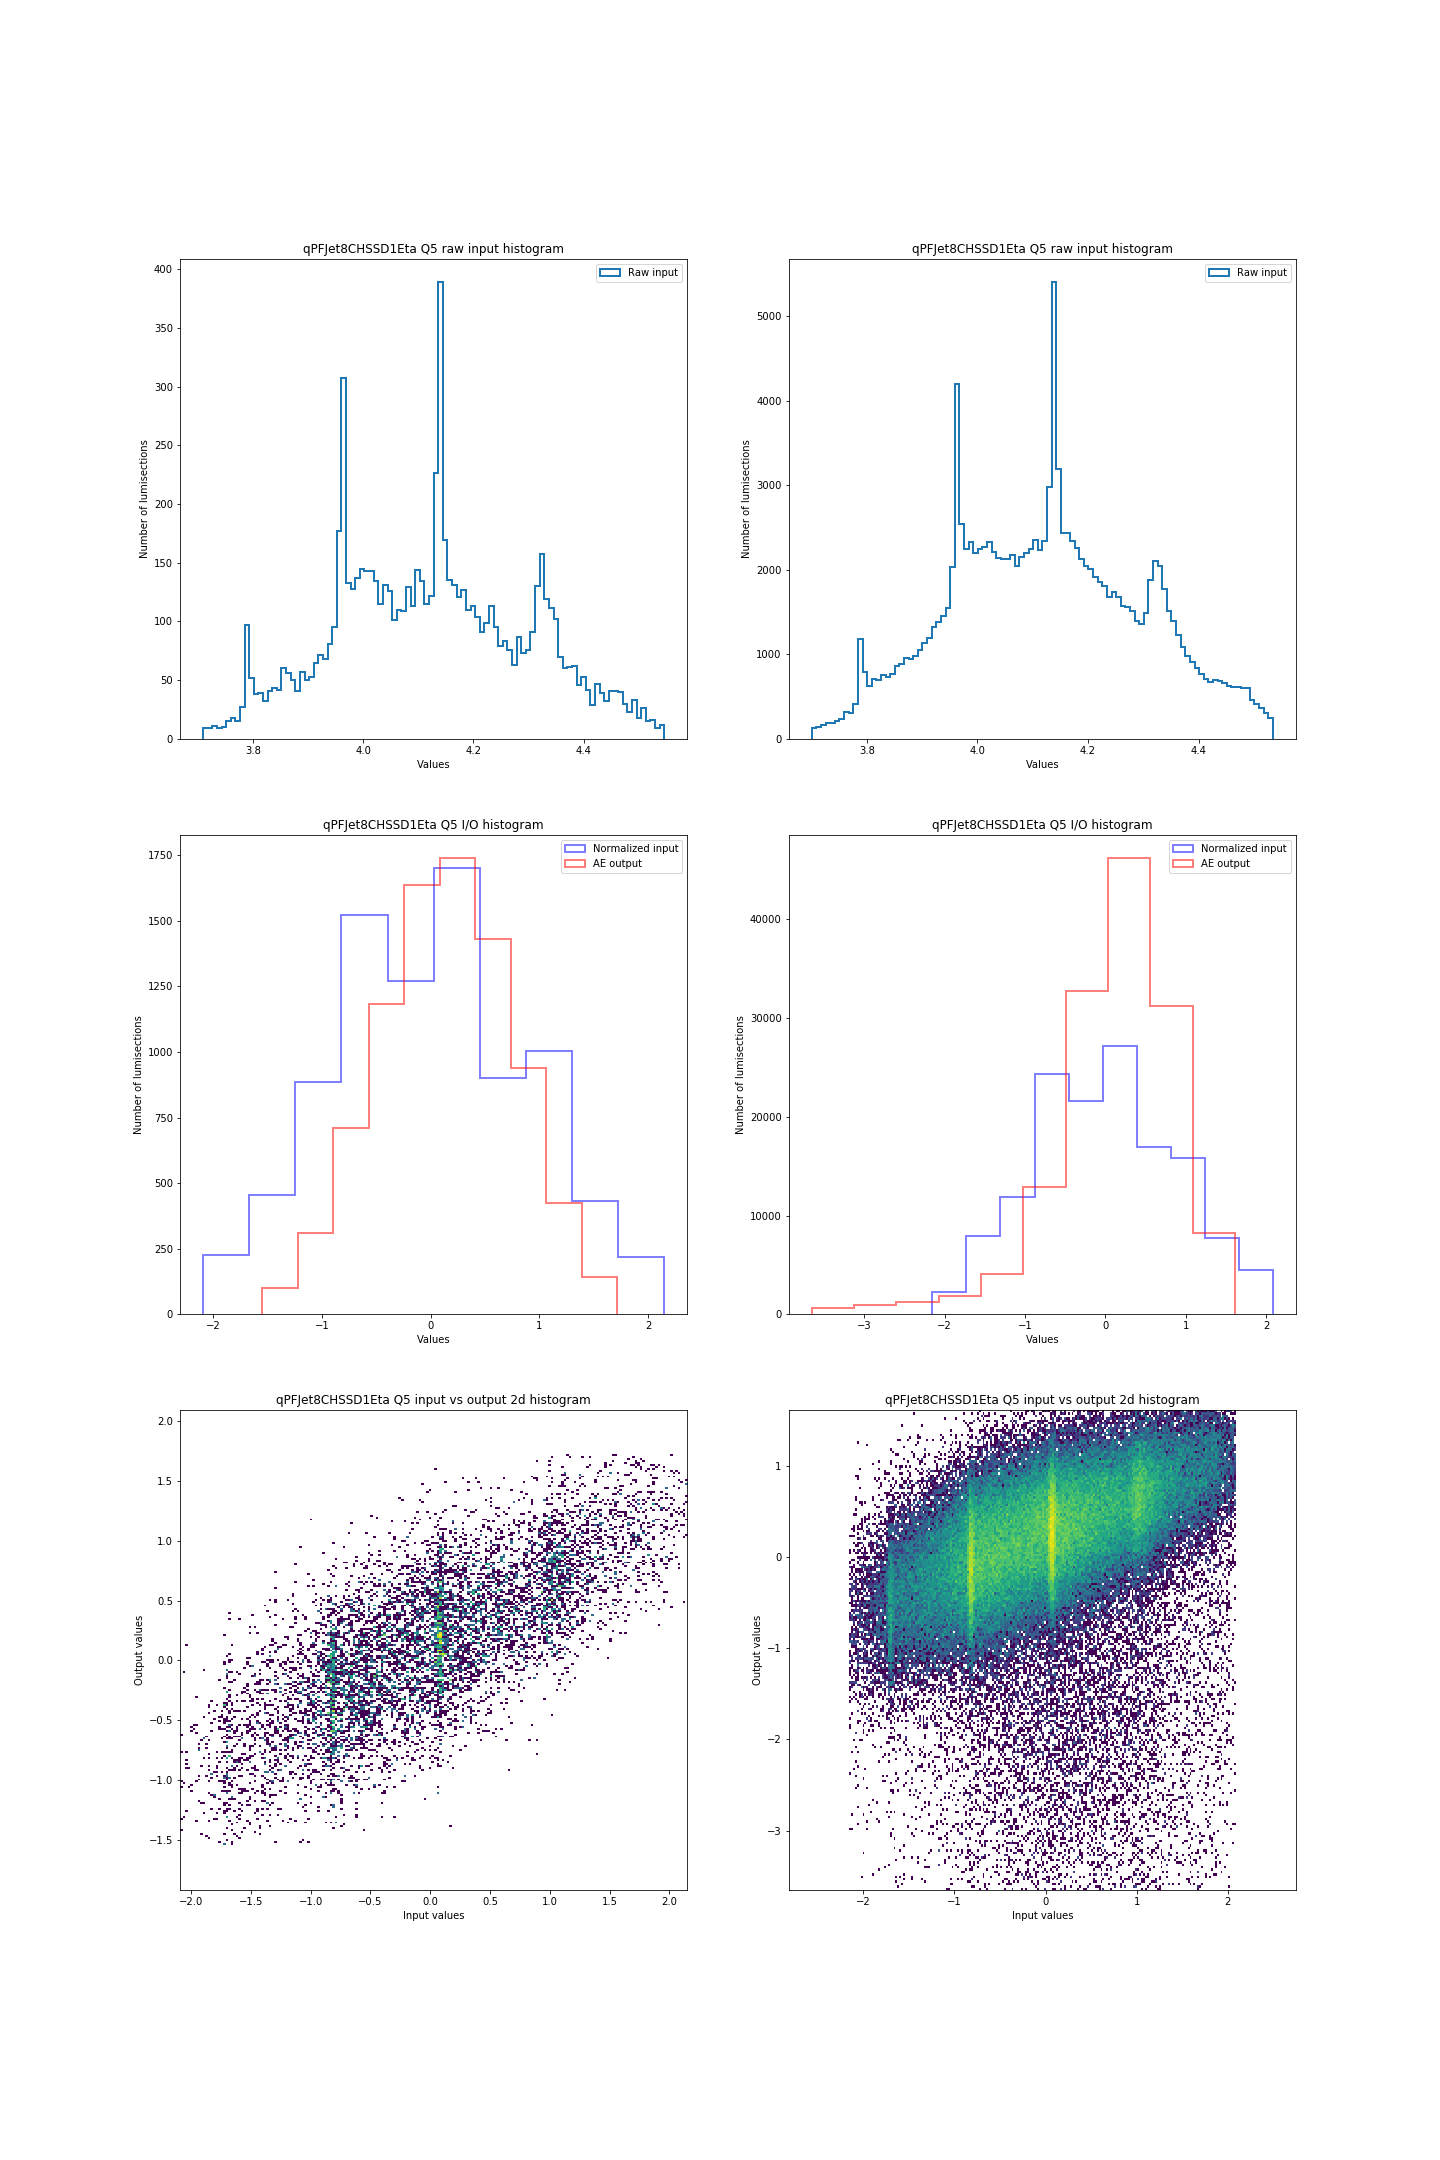 qPFJet8CHSSD1Eta Q5 raw input histogram
Raw input
400
350
300
250
200
150
100
50
0
Number of lumisections
3.8 4.0 4.2 4.4
Values
qPFJet8CHSSD1Eta Q5 raw input histogram
Raw input
5000
4000
3000
2000
1000
0
Number of lumisections
3.8 4.0 4.2 4.4
Values
qPFJet8CHSSD1Eta Q5 I/O histogram
Normalized input
AE output
1750
1500
1250
1000
750
500
250
0
Number of lumisections
−2 −1 0 1 2
Values
qPFJet8CHSSD1Eta Q5 I/O histogram
Normalized input
AE output
40000
30000
20000
10000
0
Number of lumisections
−3 −2 −1 0 1 2
Values
qPFJet8CHSSD1Eta Q5 input vs output 2d histogram
2.0
1.5
1.0
0.5
0.0
−0.5
−1.0
−1.5
Output values
−2.0 −1.5 −1.0 −0.5 0.0 0.5 1.0 1.5 2.0
Input values
qPFJet8CHSSD1Eta Q5 input vs output 2d histogram
1
0
−1
−2
−3
Output values
−2 −1 0 1 2
Input values